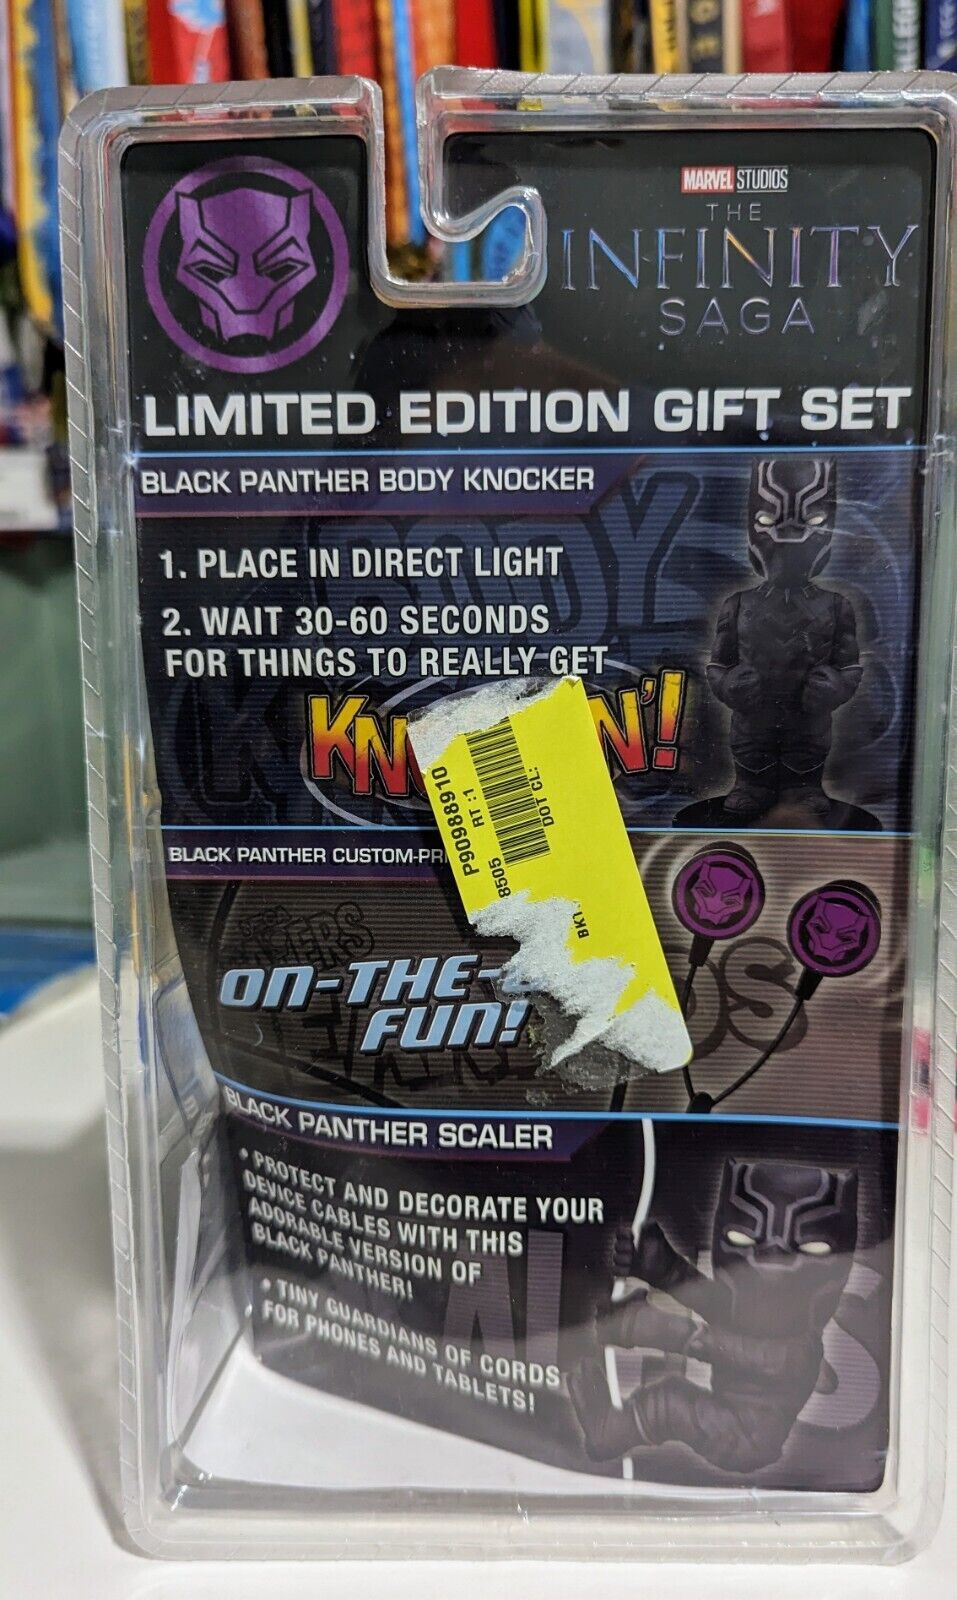 MARVEL STUDIOS
THE
INFINITY
SAGA
LIMITED EDITION GIFT SET
BLACK PANTHER BODY KNOCKER
1. PLACE IN DIRECT LIGHT
2. WAIT 30-60 SECONDS
FOR THINGS TO REALLY GET
P90988910
8505
RT :1
DOT CL:
BLACK PANTHER
ON-THE-
FUN!
BLACK PANTHER SCALER
• PROTECT AND DECORATE YOUR
DEVICE CABLES WITH THIS
ADORABLE VERSION OF
BLACK PANTHER!
• TINY GUARDIANS OF CORDS
FOR PHONES AND TABLETS!